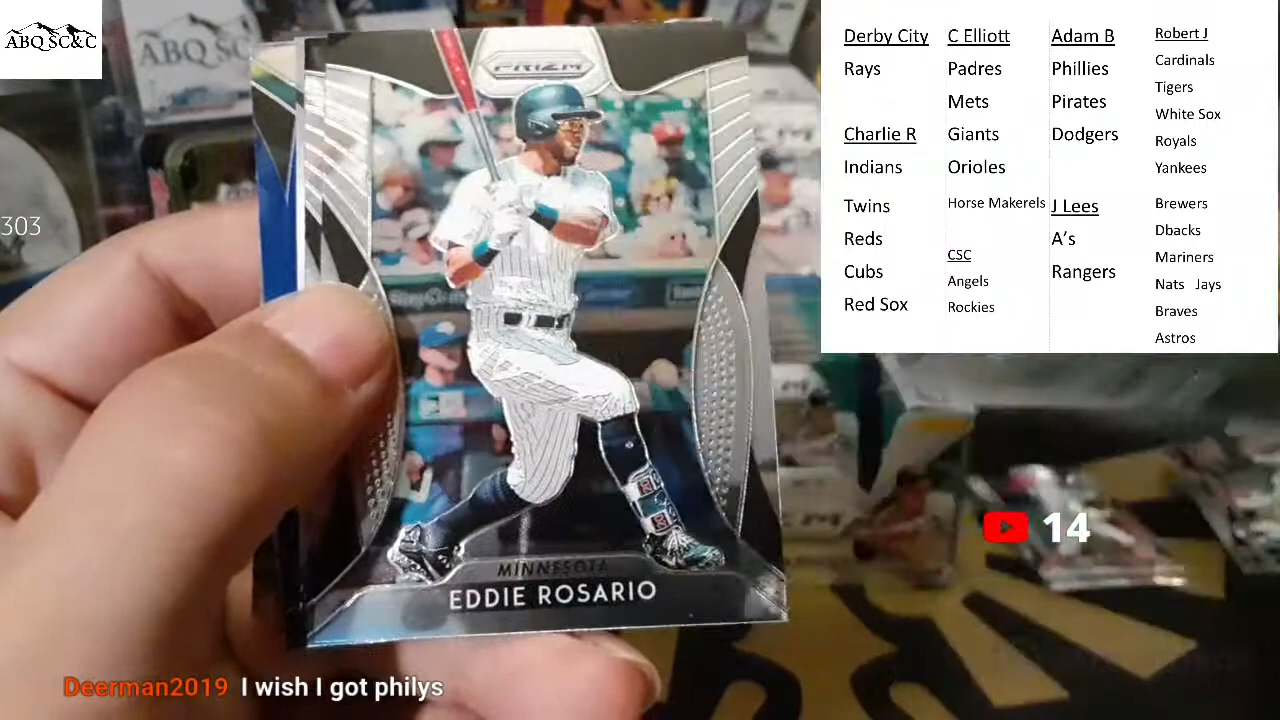 ABQ SC&C
ABQ SC&C
303
PRIZM
MINNESOTA
EDDIE ROSARIO
Derby City
Rays
Charlie R
Indians
Twins
Reds
Cubs
Red Sox
C Elliott
Padres
Mets
Giants
Orioles
Horse Makerels
CSC
Angels
Rockies
Adam B
Phillies
Pirates
Dodgers
J Lees
A's
Rangers
Robert J
Cardinals
Tigers
White Sox
Royals
Yankees
Brewers
Dbacks
Mariners
Nats Jays
Braves
Astros
14
Deerman2019 I wish I got philys